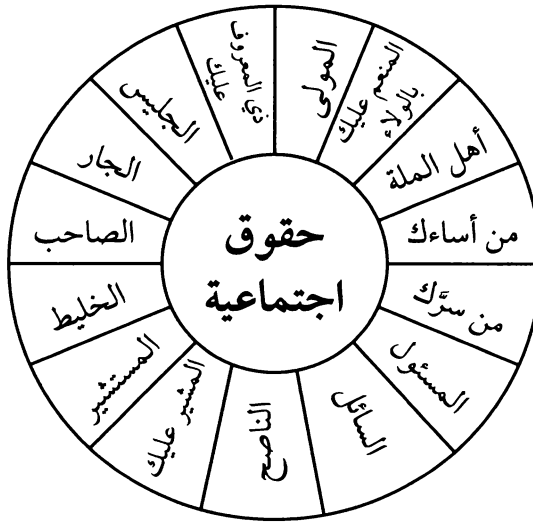 حقوق
اجتماعية
المنعم عليك
بالولاء
المولى
ذي المعروف
عليك
الجليس
الجار
الصاحب
الخليط
المستشير
المشير عليك
الناصح
السائل
المسئول
من سرَّك
من أساءك
أهل الملة